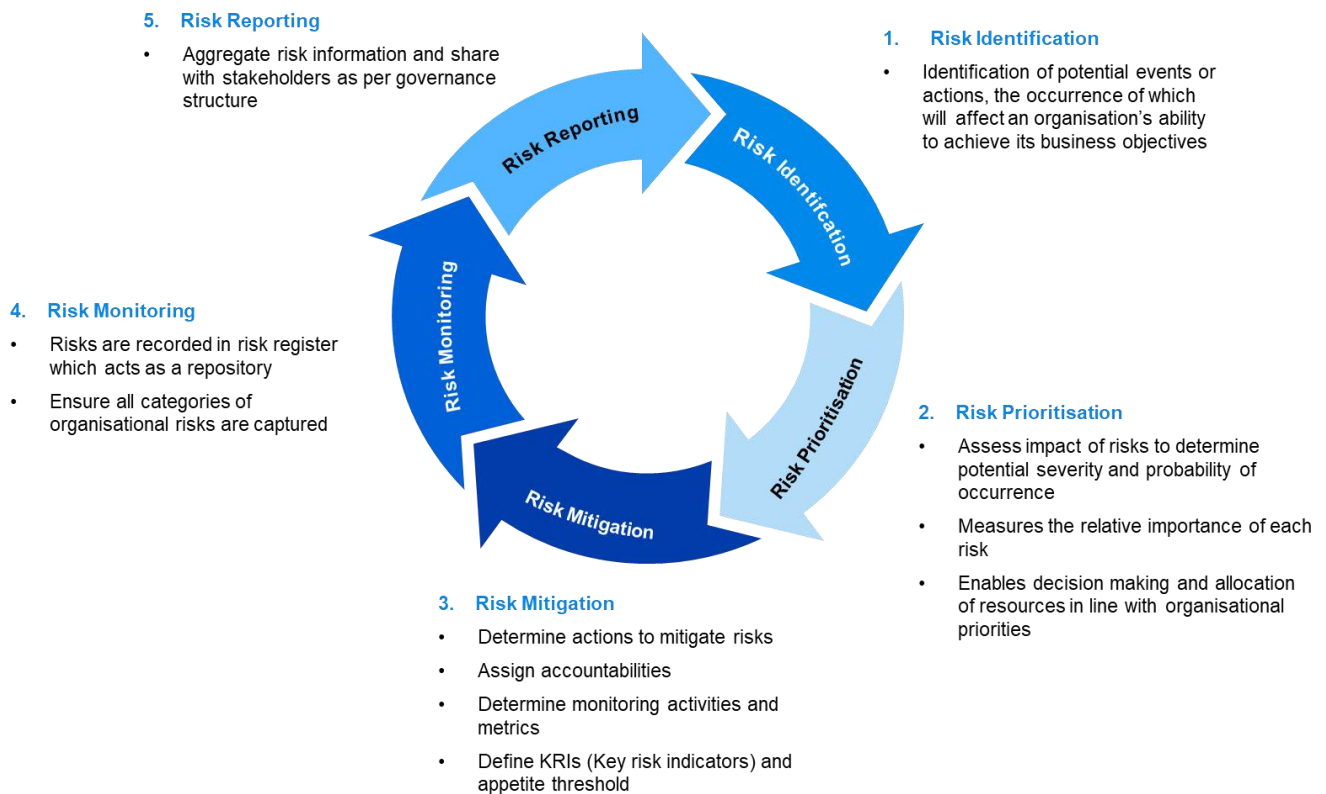 5. Risk Reporting
• Aggregate risk information and share
with stakeholders as per governance
structure
1. Risk Identification
• Identification of potential events or
actions, the occurrence of which
will affect an organisation's ability
to achieve its business objectives
Risk Reporting
Risk Identifcation
Risk Monitoring
Risk Prioritisation
Risk Mitigation
4. Risk Monitoring
• Risks are recorded in risk register
which acts as a repository
• Ensure all categories of
organisational risks are captured
2. Risk Prioritisation
• Assess impact of risks to determine
potential severity and probability of
occurrence
• Measures the relative importance of each
risk
• Enables decision making and allocation
of resources in line with organisational
priorities
3. Risk Mitigation
• Determine actions to mitigate risks
• Assign accountabilities
• Determine monitoring activities and
metrics
• Define KRIs (Key risk indicators) and
appetite threshold